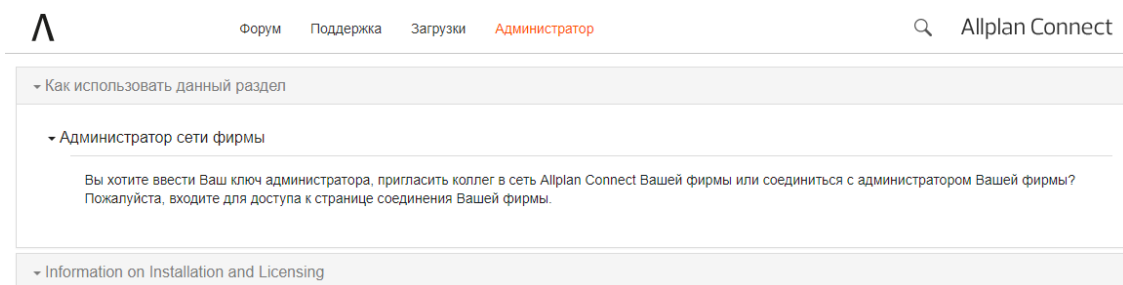 Форум Поддержка Загрузки Администратор Allplan Connect
Как использовать данный раздел
Администратор сети фирмы
Вы хотите ввести Ваш ключ администратора, пригласить коллег в сеть Allplan Connect Вашей фирмы или соединиться с администратором Вашей фирмы?
Пожалуйста, входите для доступа к странице соединения Вашей фирмы.
Information on Installation and Licensing